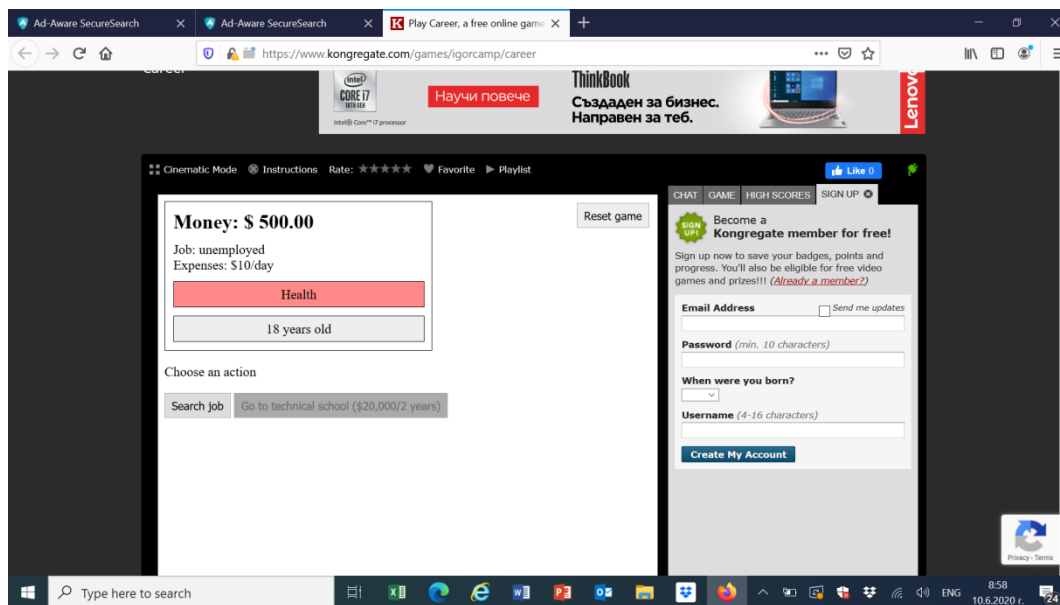 Ad-Aware SecureSearch
Ad-Aware SecureSearch
Play Career, a free online game
https://www.kongregate.com/games/igorcamp/career
Career
intel
CORE i7
10TH GEN
Intel® Core™ i7 processor
Научи повече
ThinkBook
Създаден за бизнес.
Направен за теб.
Lenovo
Cinematic Mode Instructions Rate: Favorite Playlist
Like 0
Money: $ 500.00
Job: unemployed
Expenses: $10/day
Health
18 years old
Reset game
Choose an action
Search job Go to technical school ($20,000/2 years)
CHAT GAME HIGH SCORES SIGN UP
SIGN UP!
Become a
Kongregate member for free!
Sign up now to save your badges, points and
progress. You'll also be eligible for free video
games and prizes!!! (Already a member?)
Email Address Send me updates
Password (min. 10 characters)
When were you born?
Username (4-16 characters)
Create My Account
Privacy - Terms
Type here to search
ENG
8:58
10.6.2020 г.
24